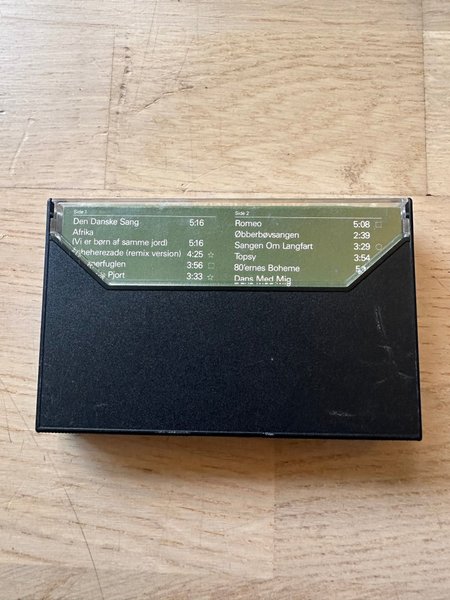 Side 1
Den Danske Sang 5:16
Afrika
(Vi er børn af samme jord) 5:16
(remix version) 4:25 ☆
3:56 □
Pjort 3:33 ☆
Side 2
Romeo 5:08 □
Øbberbøvsangen 2:39
Sangen Om Langfart 3:29 □
Topsy 3:54
80'ernes Boheme
Dans Med Mig